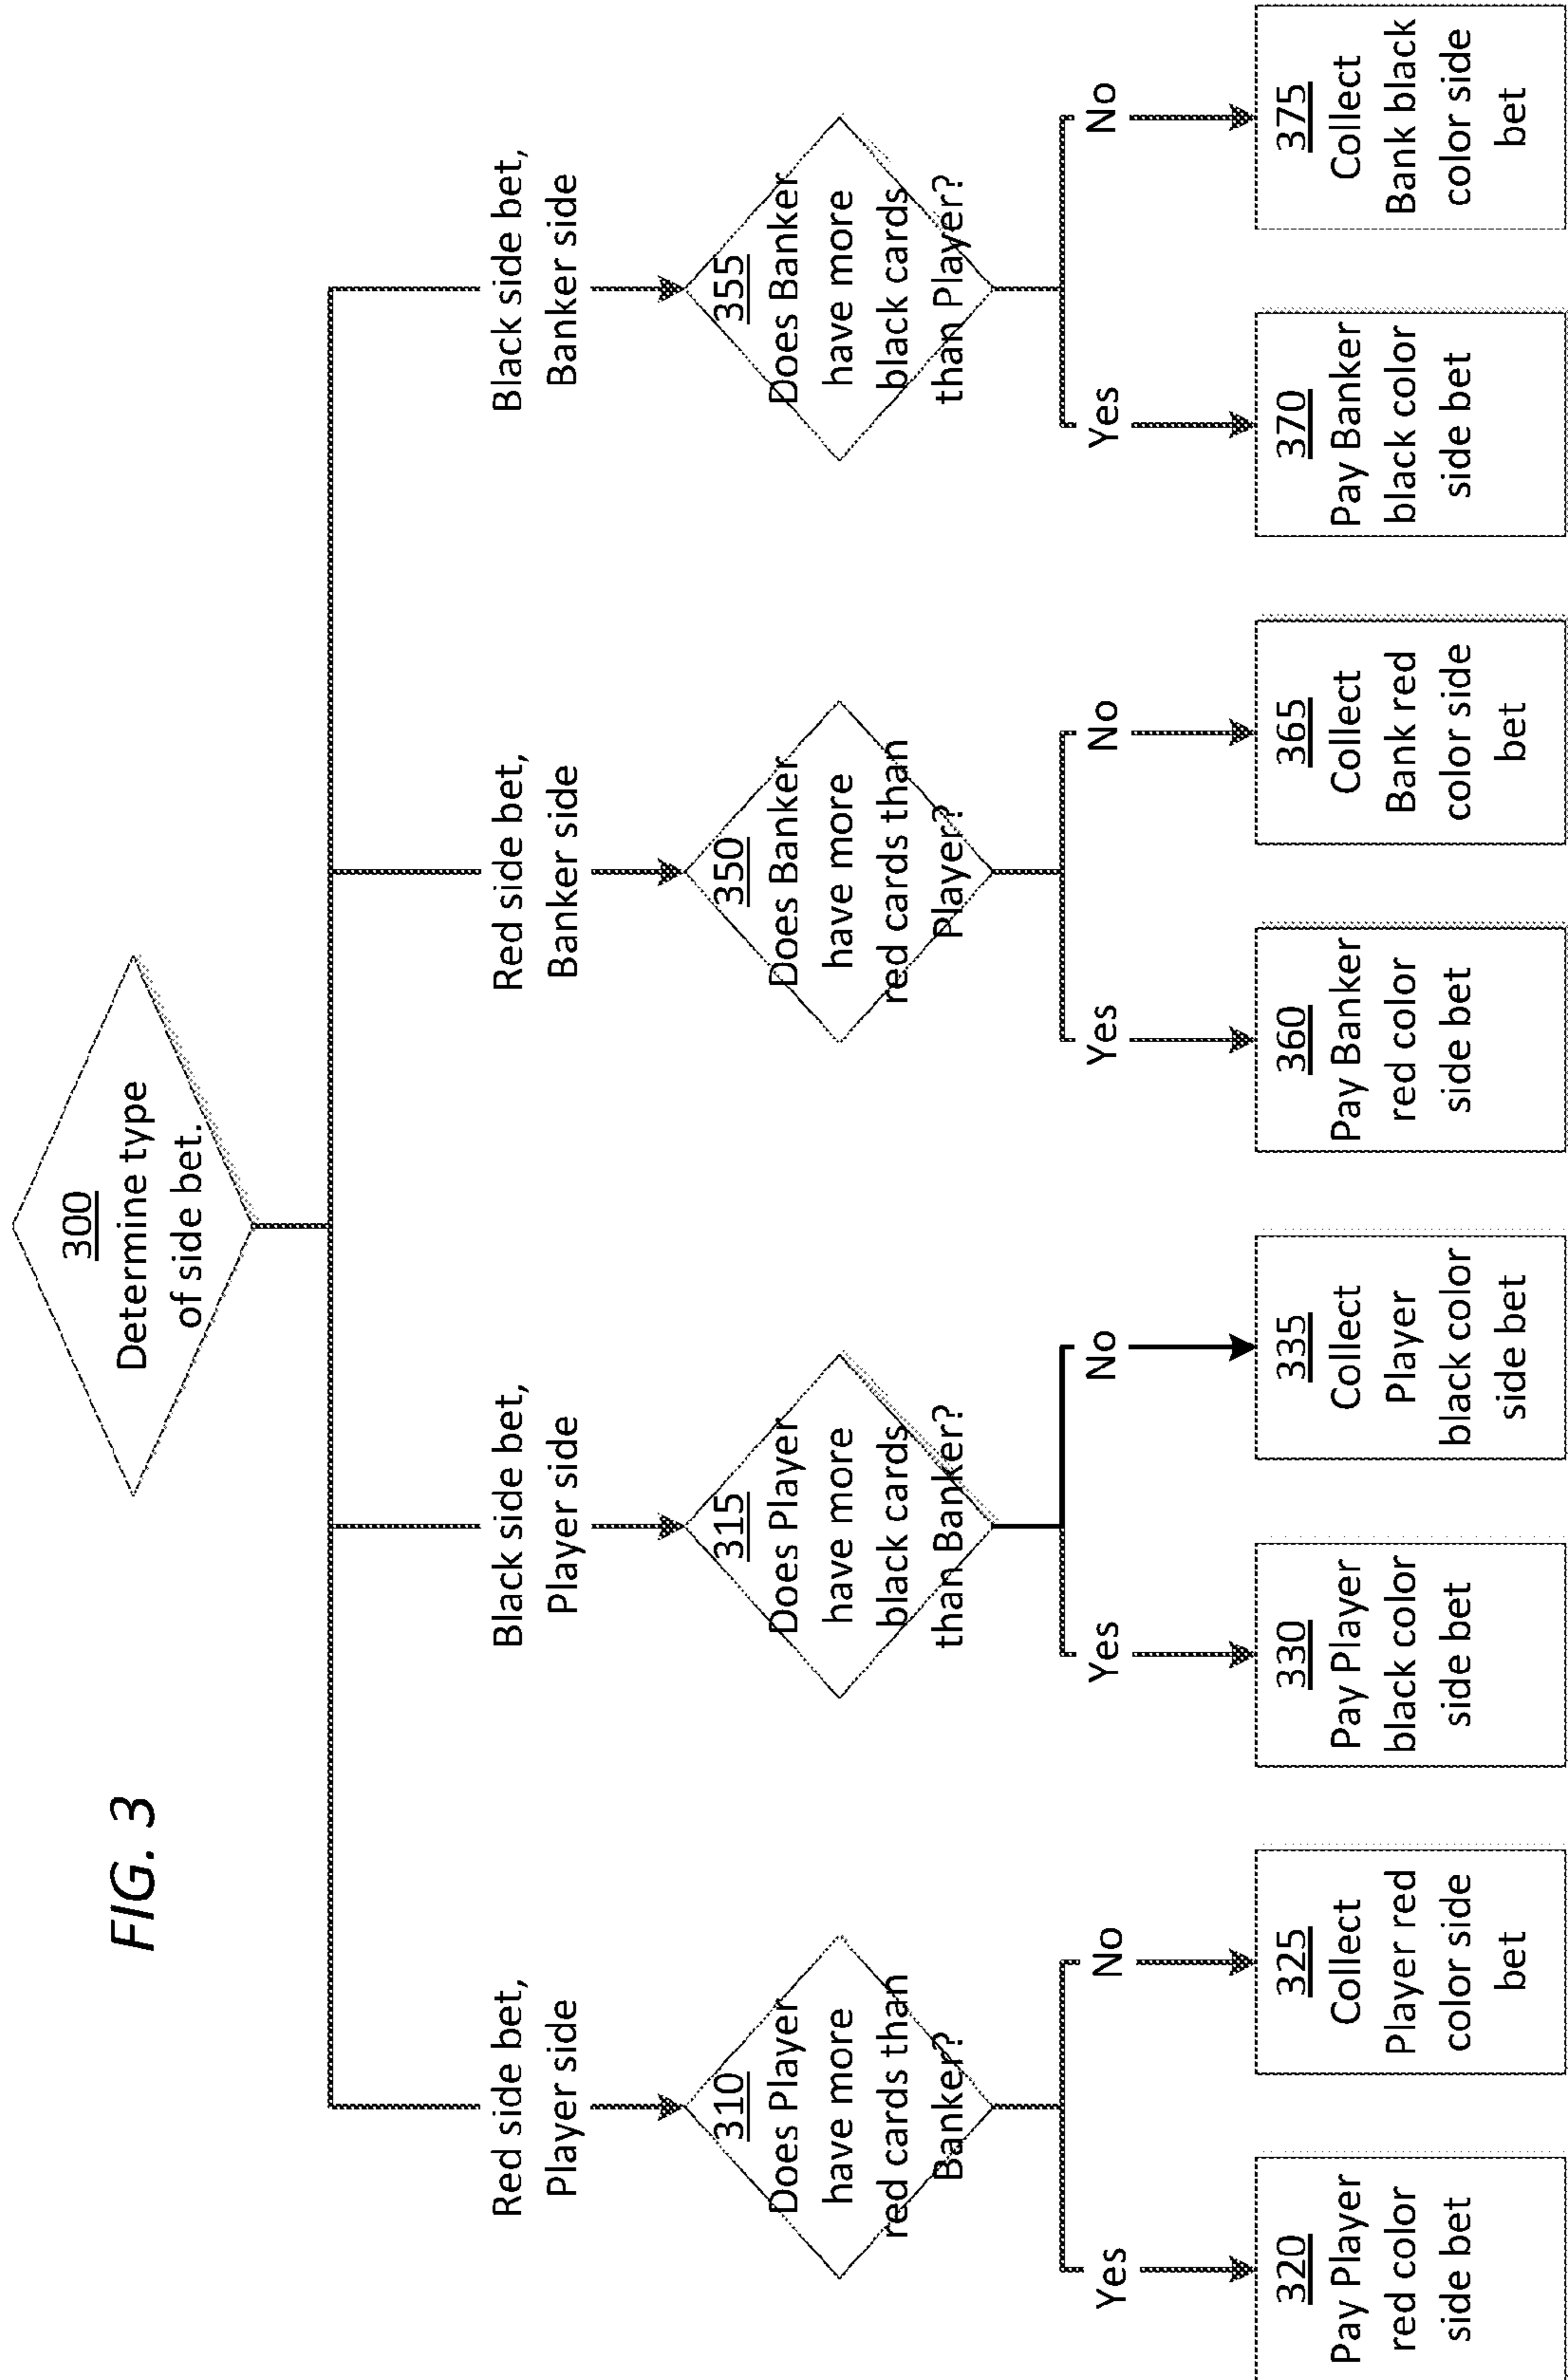 FIG. 3
300
Determine type
of side bet.
Red side bet,
Player side
Black side bet,
Player side
Red side bet,
Banker side
Black side bet,
Banker side
310
Does Player
have more
red cards than
Banker?
315
Does Player
have more
black cards
than Banker?
350
Does Banker
have more
red cards than
Player?
355
Does Banker
have more
black cards
than Player?
Yes
No
Yes
No
Yes
No
Yes
No
320
Pay Player
red color
side bet
325
Collect
Player red
color side
bet
330
Pay Player
black color
side bet
335
Collect
Player
black color
side bet
360
Pay Banker
red color
side bet
365
Collect
Bank red
color side
bet
370
Pay Banker
black color
side bet
375
Collect
Bank black
color side
bet